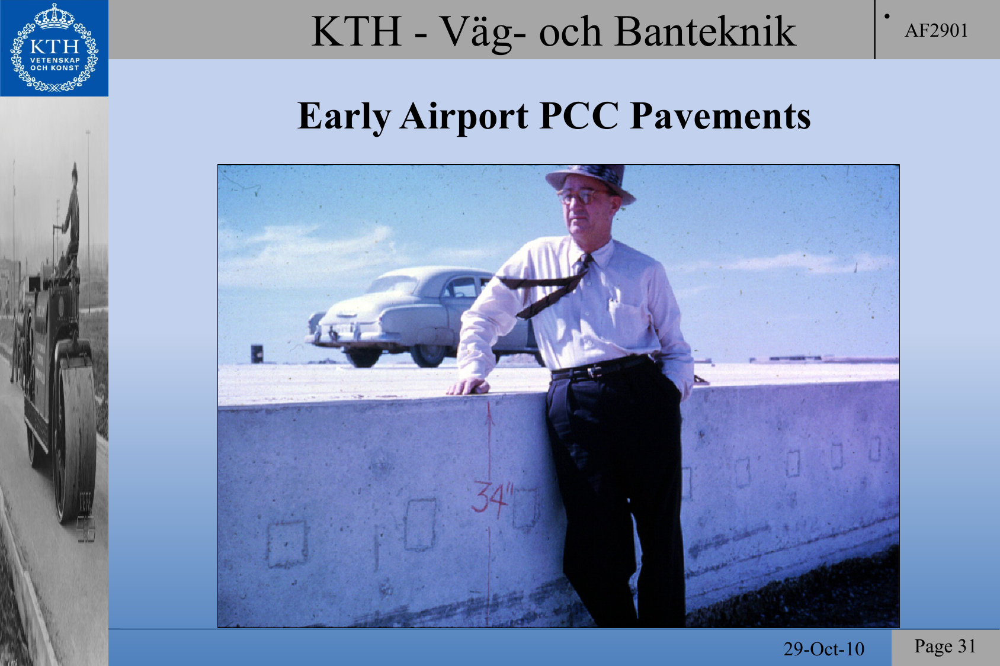 KTH
VETENSKAP
OCH KONST
KTH - Väg- och Banteknik
•
AF2901
Early Airport PCC Pavements
34"
29-Oct-10
Page 31